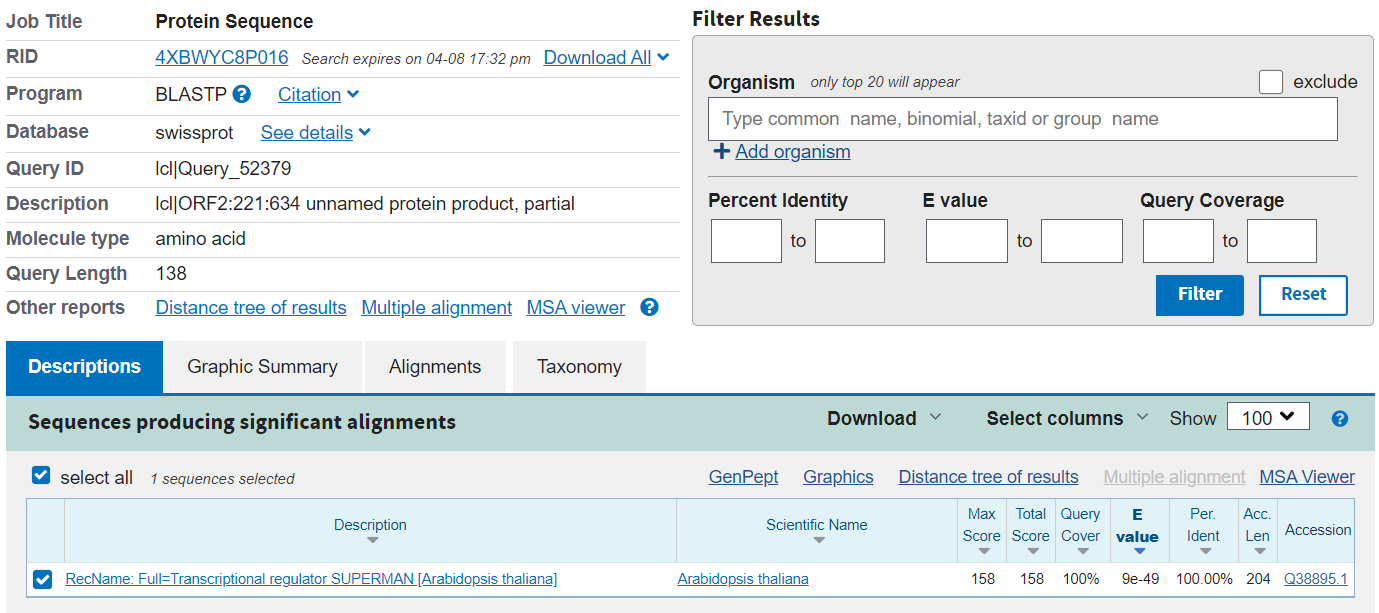 Job Title Protein Sequence
RID 4XBWYC8P016 Search expires on 04-08 17:32 pm Download All
Program BLASTP ? Citation
Database swissprot See details
Query ID lcl|Query_52379
Description lcl|ORF2:221:634 unnamed protein product, partial
Molecule type amino acid
Query Length 138
Other reports Distance tree of results Multiple alignment MSA viewer ?
Filter Results
Organism only top 20 will appear exclude
Type common name, binomial, taxid or group name
+ Add organism
Percent Identity E value Query Coverage
to to to
Filter Reset
Descriptions Graphic Summary Alignments Taxonomy
Sequences producing significant alignments Download Select columns Show 100 ?
select all 1 sequences selected GenPept Graphics Distance tree of results Multiple alignment MSA Viewer
Description Scientific Name Max Score Total Score Query Cover E value Per. Ident Acc. Len Accession
RecName: Full=Transcriptional regulator SUPERMAN [Arabidopsis thaliana] Arabidopsis thaliana 158 158 100% 9e-49 100.00% 204 Q38895.1